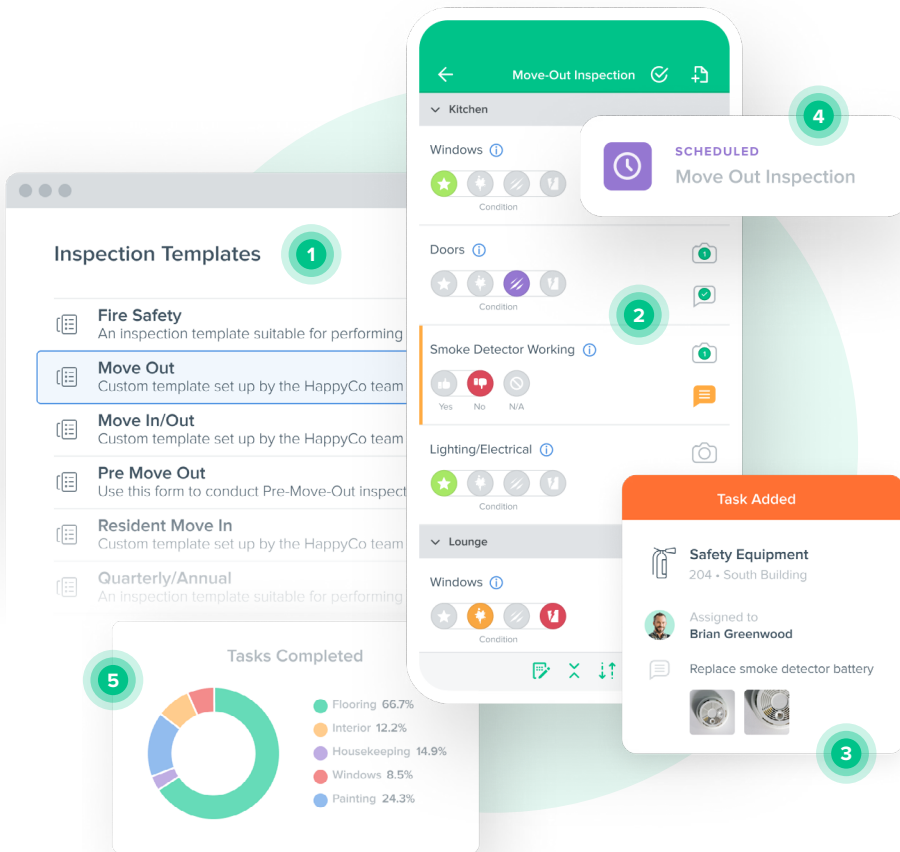 Move-Out Inspection
Kitchen
Windows
Condition
4
SCHEDULED
Move Out Inspection
Inspection Templates
1
Fire Safety
An inspection template suitable for performing
Move Out
Custom template set up by the HappyCo team
Move In/Out
Custom template set up by the HappyCo team
Pre Move Out
Use this form to conduct Pre-Move-Out inspect
Resident Move In
Custom template set up by the HappyCo team
Quarterly/Annual
An inspection template suitable for performing
Doors
1
Condition
2
Smoke Detector Working
1
Yes No N/A
Lighting/Electrical
Condition
Lounge
Windows
Condition
Task Added
Safety Equipment
204 • South Building
Assigned to
Brian Greenwood
Replace smoke detector battery
3
5
Tasks Completed
Flooring 66.7%
Interior 12.2%
Housekeeping 14.9%
Windows 8.5%
Painting 24.3%